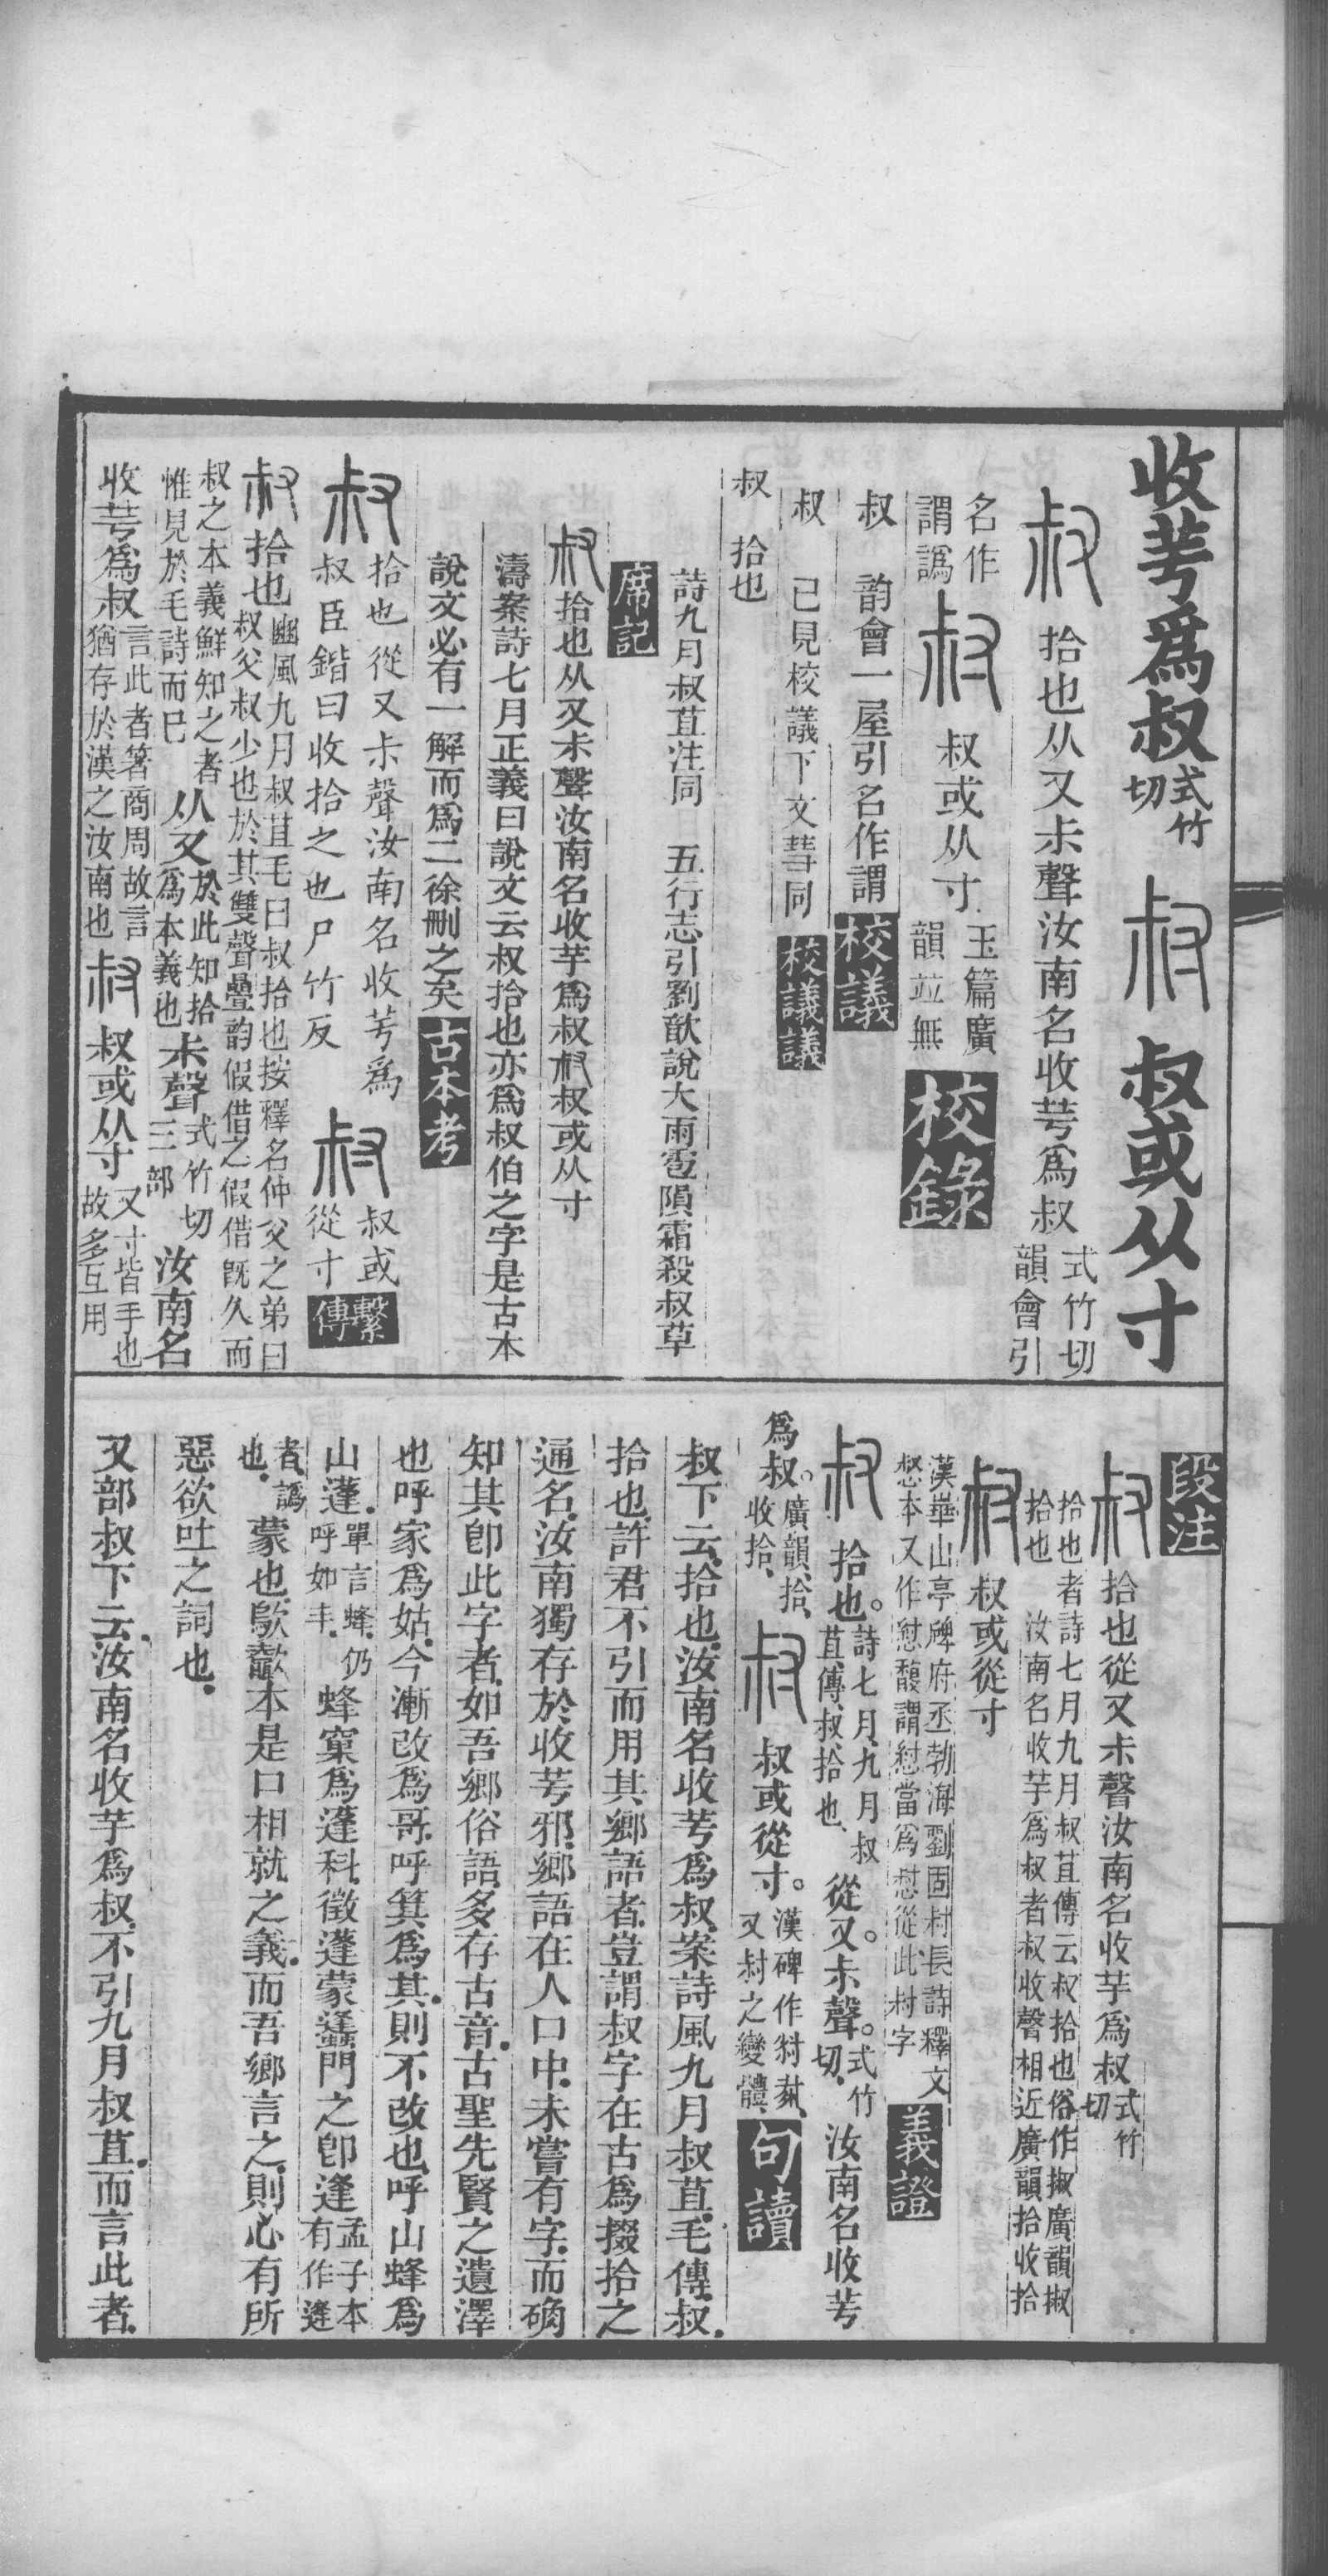 收芌爲叔式竹切 𣏟 叔或从寸
叔 拾也从又尗聲汝南名收芌爲叔式竹切韻會引
名作謂譌 村 叔或从寸玉篇廣韻竝無 校錄
叔 韵會一屋引名作謂 校議
叔 已見校議下文彗同 校議議
叔 拾也
詩九月叔苴注同 五行志引劉歆說大雨雹隕霜殺叔草
席記
叔拾也从又尗聲汝南名收芋爲叔 叔或从寸
濤案詩七月正義曰說文云叔拾也亦爲叔伯之字是古本
說文必有一解而爲二徐刪之矣 古本考
叔 拾也從又尗聲汝南名收芌爲叔臣鍇曰收拾之也尸竹反 叔或從寸 繫傳
叔拾也豳風九月叔苴毛曰叔拾也按釋名仲父之弟曰叔父叔少也於其雙聲疊韵假借之假借旣久而
叔之本義鮮知之者惟見於毛詩而已从又於此知拾爲本義也尗聲式竹切三部汝南名
收芌爲叔言此者箸商周故言猶存於漢之汝南也 叔或从寸又寸皆手也故多互用
段注
叔 拾也從又尗聲汝南名收芋爲叔式竹切
拾也者詩七月九月叔苴傳云叔拾也俗作掓廣韻掓拾也 汝南名收芋爲叔者叔收聲相近廣韻拾收拾
叔或從寸
漢華山亭碑府丞勃海劉固村長詩釋文惄本又作愵馥謂愵當爲惄從此村字 義證
叔 拾也。詩七月、九月叔苴、傳、叔、拾也、 從又。尗聲。式竹切、 汝南名收芌
爲叔。廣韻、拾、收拾、 叔或從寸。漢碑作、又村之變體、 句讀
叔下云、拾也、汝南名收芌爲叔、案詩風九月叔苴、毛傳、叔、
拾也、許君不引而用其鄉語者、豈謂叔字在古爲掇拾之
通名、汝南獨存於收芌邪、鄉語在人口中、未嘗有字、而确
知其卽此字者、如吾鄉俗語、多存古音、古聖先賢之遺澤
也、呼家爲姑、今漸改爲哥、呼箕爲其、則不改也、呼山蜂爲
山蓬、單言蜂、仍呼如丰、蜂窠爲蓬科、徵逢蒙逢門之卽逢孟子本有作逄
者、譌也、蒙也、歍歑本是口相就之義、而吾鄉言之、則必有所
惡欲吐之詞也、
又部叔下云、汝南名收芋爲叔、不引九月叔苴、而言此者、